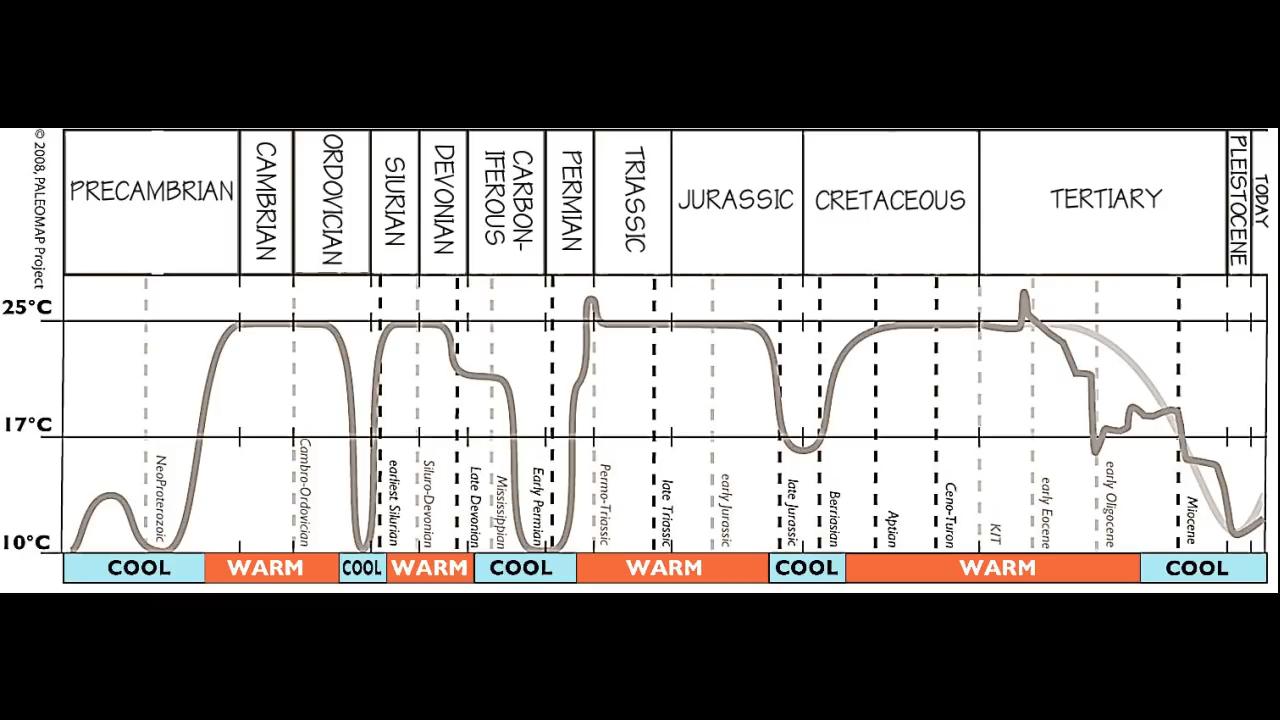 © 2008, PALEOMAP Project
PRECAMBRIAN
CAMBRIAN
ORDOVICIAN
SIURIAN
DEVONIAN
CARBON-
IFEROUS
PERMIAN
TRIASSIC
JURASSIC
CRETACEOUS
TERTIARY
PLEISTOCENE
TODAY
25°C
17°C
10°C
NeoProterozoic
Cambro-Ordovician
earliest Silurian
Siluro-Devonian
Late Devonian
Mississippian
Early Permian
Permo-Triassic
late Triassic
early Jurassic
late Jurassic
Berriassian
Aptian
Ceno-Turon
K/T
early Eocene
early Oligocene
Miocene
COOL
WARM
COOL
WARM
COOL
WARM
COOL
WARM
COOL